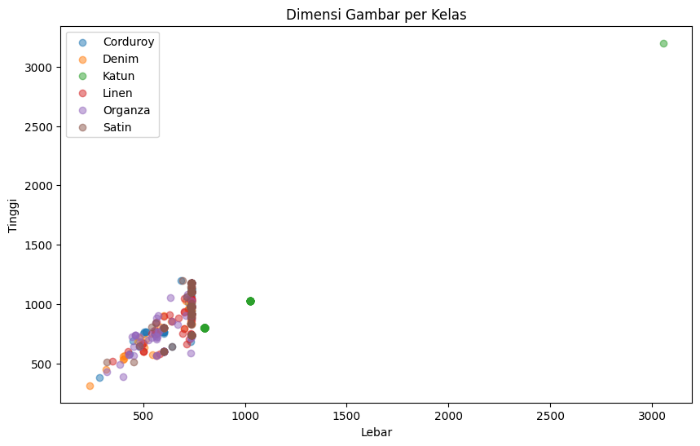 Dimensi Gambar per Kelas
Corduroy
Denim
Katun
Linen
Organza
Satin
Tinggi
3000
2500
2000
1500
1000
500
500
1000
1500
2000
2500
3000
Lebar